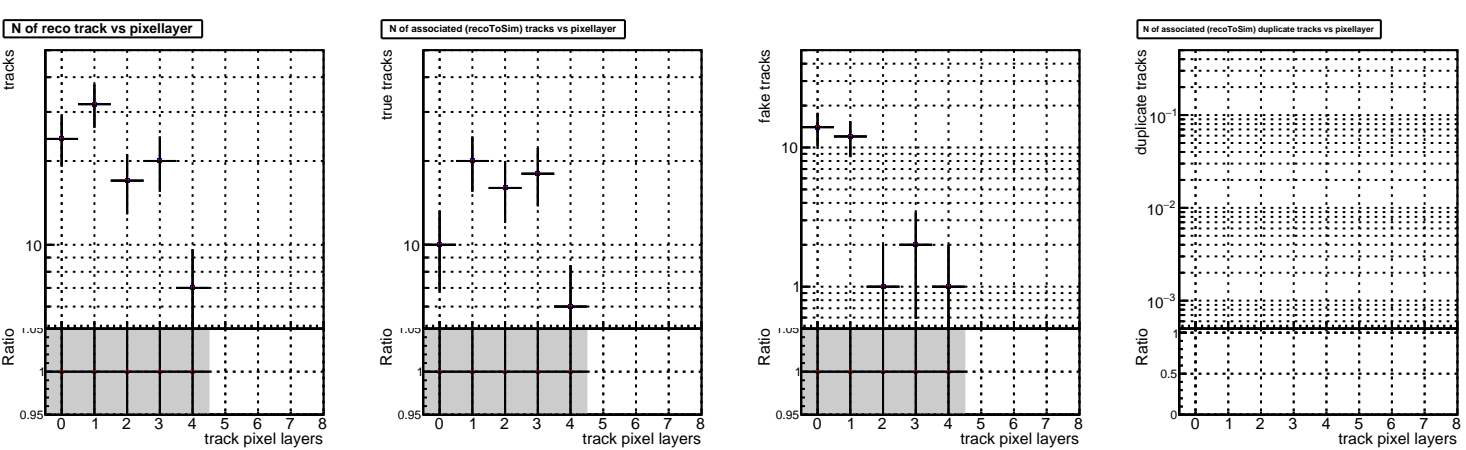 N of reco track vs pixellayer
tracks
10
Ratio
1.05
1
0.95
0 1 2 3 4 5 6 7 8
track pixel layers
N of associated (recoToSim) tracks vs pixellayer
true tracks
10
Ratio
1.05
1
0.95
0 1 2 3 4 5 6 7 8
track pixel layers
fake tracks
10
1
Ratio
1.05
1
0.95
0 1 2 3 4 5 6 7 8
track pixel layers
N of associated (recoToSim) duplicate tracks vs pixellayer
duplicate tracks
10⁻¹
10⁻²
10⁻³
Ratio
1
0.5
0
0 1 2 3 4 5 6 7 8
track pixel layers